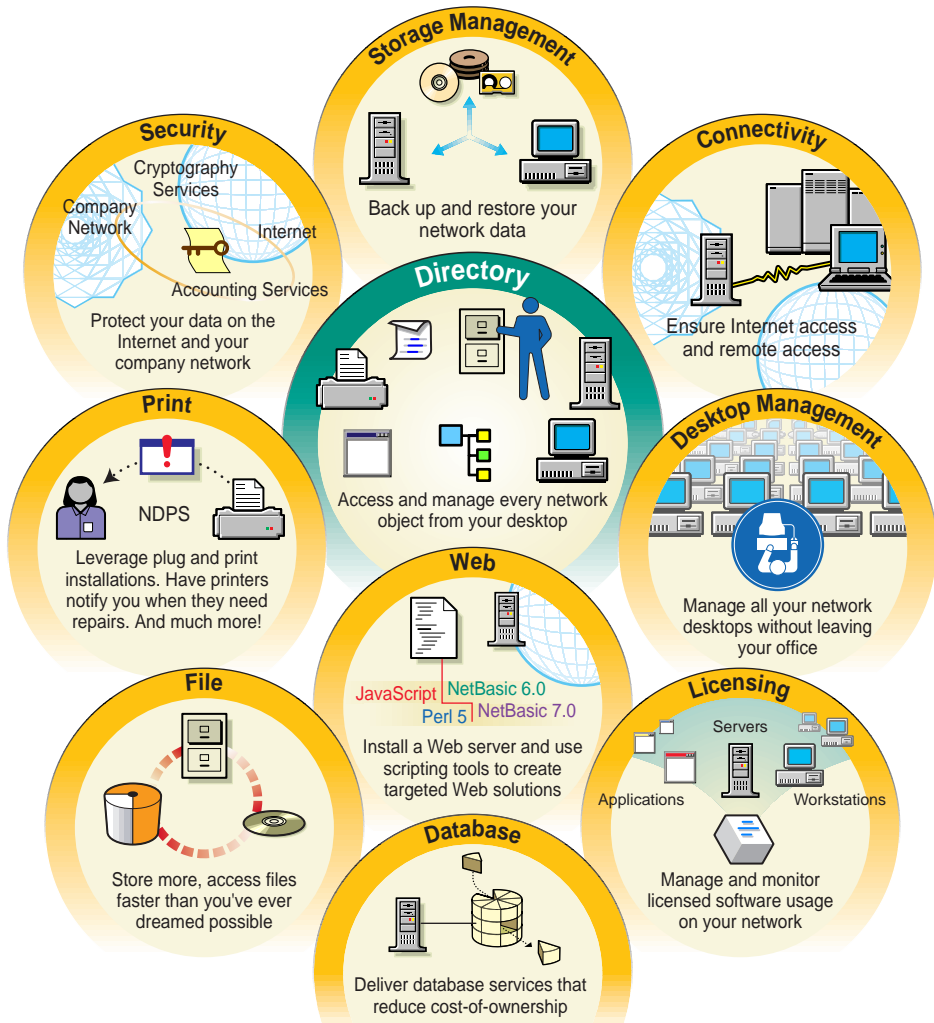 Storage Management
Back up and restore your
network data
Security
Cryptography
Services
Company
Network
Internet
Accounting Services
Protect your data on the
Internet and your
company network
Connectivity
Ensure Internet access
and remote access
Directory
Access and manage every network
object from your desktop
Print
NDPS
Leverage plug and print
installations. Have printers
notify you when they need
repairs. And much more!
Desktop Management
Manage all your network
desktops without leaving
your office
Web
JavaScript
NetBasic 6.0
Perl 5
NetBasic 7.0
Install a Web server and use
scripting tools to create
targeted Web solutions
File
Store more, access files
faster than you've ever
dreamed possible
Licensing
Servers
Applications
Workstations
Manage and monitor
licensed software usage
on your network
Database
Deliver database services that
reduce cost-of-ownership